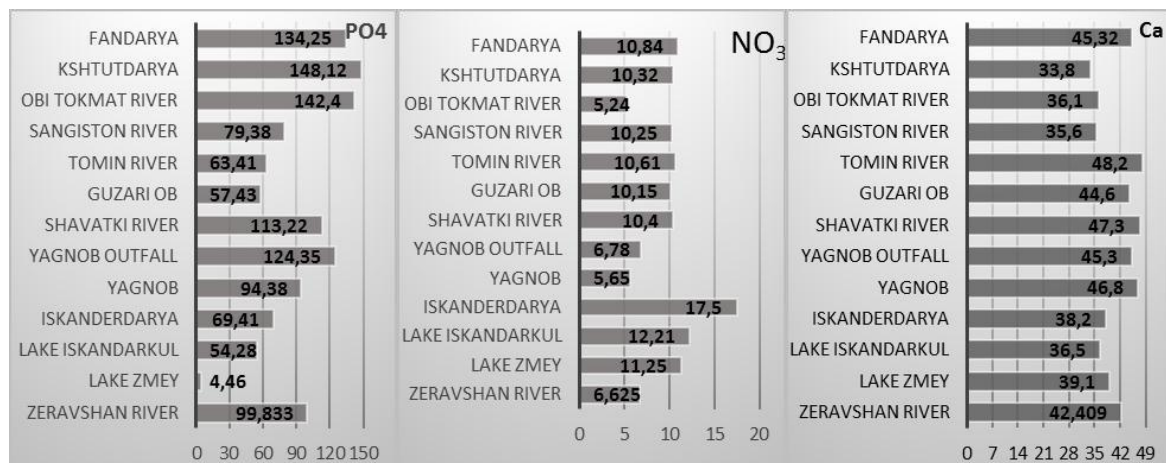 PO4
FANDARYA 134,25
KSHTUTDARYA 148,12
OBI TOKMAT RIVER 142,4
SANGISTON RIVER 79,38
TOMIN RIVER 63,41
GUZARI OB 57,43
SHAVATKI RIVER 113,22
YAGNOB OUTFALL 124,35
YAGNOB 94,38
ISKANDERDARYA 69,41
LAKE ISKANDARKUL 54,28
LAKE ZMEY 4,46
ZERAVSHAN RIVER 99,833
0 30 60 90 120 150
NO3
FANDARYA 10,84
KSHTUTDARYA 10,32
OBI TOKMAT RIVER 5,24
SANGISTON RIVER 10,25
TOMIN RIVER 10,61
GUZARI OB 10,15
SHAVATKI RIVER 10,4
YAGNOB OUTFALL 6,78
YAGNOB 5,65
ISKANDERDARYA 17,5
LAKE ISKANDARKUL 12,21
LAKE ZMEY 11,25
ZERAVSHAN RIVER 6,625
0 5 10 15 20
Ca
FANDARYA 45,32
KSHTUTDARYA 33,8
OBI TOKMAT RIVER 36,1
SANGISTON RIVER 35,6
TOMIN RIVER 48,2
GUZARI OB 44,6
SHAVATKI RIVER 47,3
YAGNOB OUTFALL 45,3
YAGNOB 46,8
ISKANDERDARYA 38,2
LAKE ISKANDARKUL 36,5
LAKE ZMEY 39,1
ZERAVSHAN RIVER 42,409
0 7 14 21 28 35 42 49